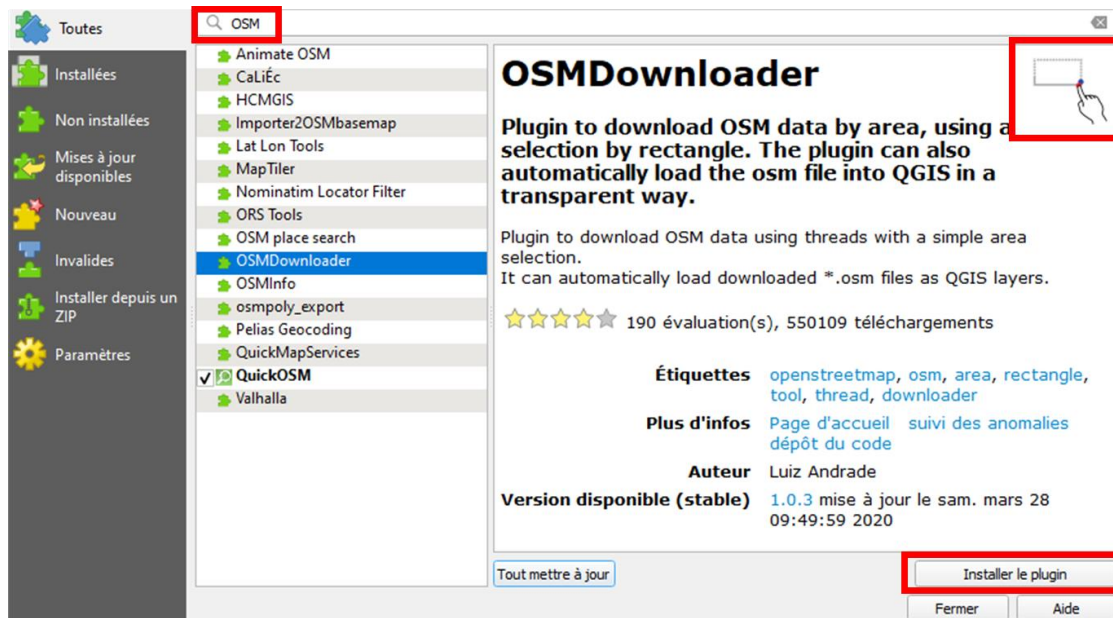 Toutes
Installées
Non installées
Mises à jour
disponibles
Nouveau
Invalides
Installer depuis un
ZIP
Paramètres
OSM
Animate OSM
CaLiÉc
HCMGIS
Importer2OSMbasemap
Lat Lon Tools
MapTiler
Nominatim Locator Filter
ORS Tools
OSM place search
OSMDownloader
OSMInfo
osmpoly_export
Pelias Geocoding
QuickMapServices
QuickOSM
Valhalla
OSMDownloader
Plugin to download OSM data by area, using a
selection by rectangle. The plugin can also
automatically load the osm file into QGIS in a
transparent way.
Plugin to download OSM data using threads with a simple area
selection.
It can automatically load downloaded *.osm files as QGIS layers.
190 évaluation(s), 550109 téléchargements
Étiquettes openstreetmap, osm, area, rectangle,
tool, thread, downloader
Plus d'infos Page d'accueil suivi des anomalies
dépôt du code
Auteur Luiz Andrade
Version disponible (stable) 1.0.3 mise à jour le sam. mars 28
09:49:59 2020
Tout mettre à jour
Installer le plugin
Fermer
Aide